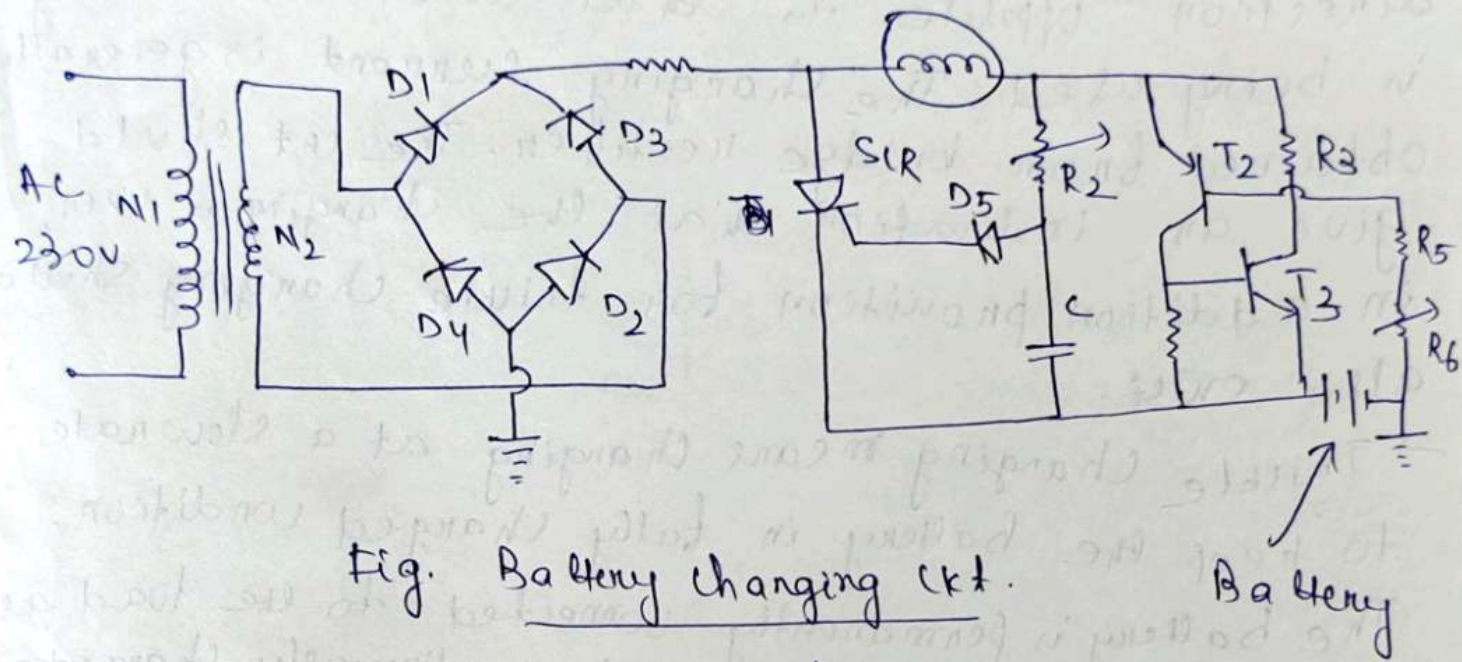 AC
230V
N1
N2
D1
D3
D4
D2
SCR
D5
R2
C
T2
R3
T3
R5
R6
Fig. Battery charging ckt.
Battery